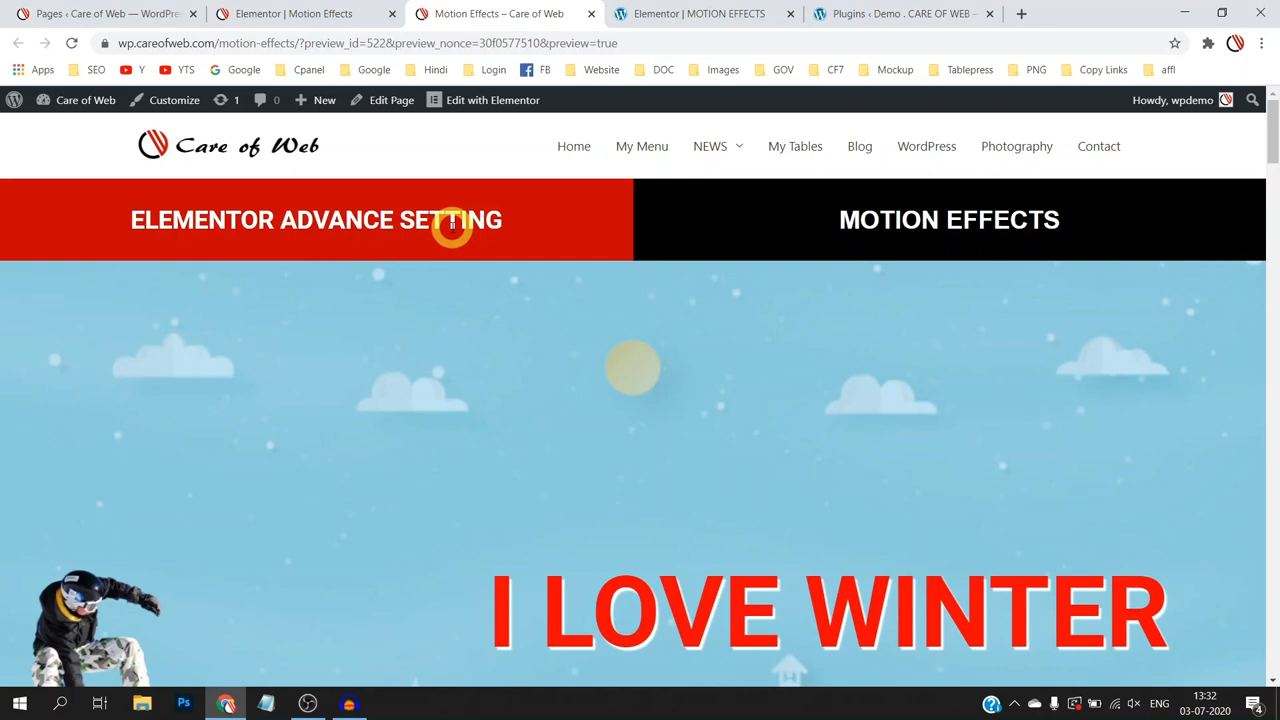 Pages ‹ Care of Web — WordPre
Elementor | Motion Effects
Motion Effects – Care of Web
Elementor | MOTION EFFECTS
Plugins ‹ Demo . CARE OF WEB –
wp.careofweb.com/motion-effects/?preview_id=522&preview_nonce=30f0577510&preview=true
Apps SEO Y YTS Google Cpanel Google Hindi Login FB Website DOC Images GOV CF7 Mockup Tablepress PNG Copy Links affl
Care of Web Customize 1 0 New Edit Page Edit with Elementor Howdy, wpdemo
Care of Web Home My Menu NEWS My Tables Blog WordPress Photography Contact
ELEMENTOR ADVANCE SETTING MOTION EFFECTS
I LOVE WINTER
Ps ENG 13:32
03-07-2020 4